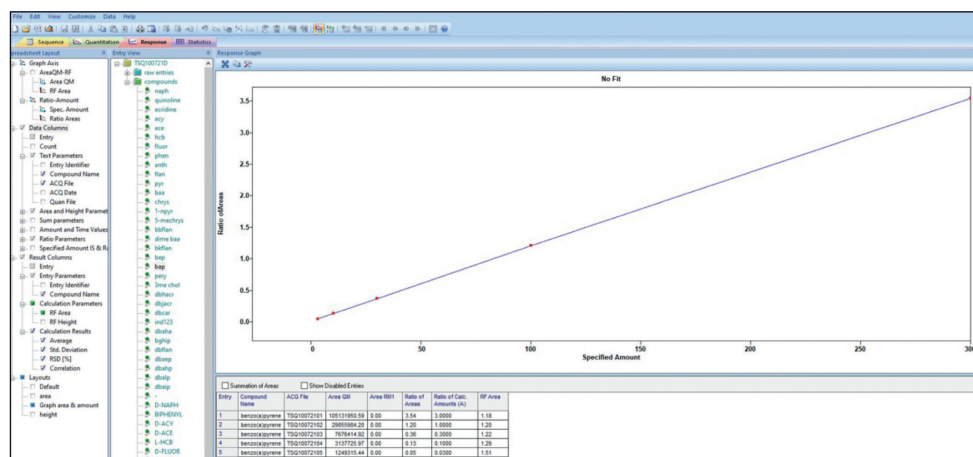 File Edit View Customize Data Help
Sequence Quantitation Response Statistics
preadsheet Layout
Graph Axis
AreaQM-RF
Area QM
RF Area
Ratio-Amount
Spec. Amount
Ratio Areas
Data Columns
Entry
Count
Text Parameters
Entry Identifier
Compound Name
ACQ File
ACQ Date
Quan File
Area and Height Paramet
Sum parameters
Amount and Time Values
Ratio Parameters
Specified Amount IS & Ra
Result Columns
Entry
Entry Parameters
Entry Identifier
Compound Name
Calculation Parameters
RF Area
RF Height
Calculation Results
Average
Std. Deviation
RSD [%]
Correlation
Layouts
Default
area
Graph area & amount
height
Entry View
TSQ100721D
raw entries
compounds
naph
quinoline
acridine
acy
ace
hcb
fluor
phen
anth
flan
pyr
baa
chrys
1-npyr
5-mechrys
bbflan
dime baa
bkflan
bep
bap
pery
3me chol
dbhacr
dbjacr
dbcar
ind123
dbaha
bghip
dbflan
dbaep
dbahp
dbalp
dbaip
-
D-NAPH
BIPHENYL
D-ACY
D-ACE
L-HCB
D-FLUOR
Response Graph
No Fit
Ratio ofAreas
3.5
3.0
2.5
2.0
1.5
1.0
0.5
0.0
0 50 100 150 200 250 300
Specified Amount
Summation of Areas Show Disabled Entries
Entry Compound Name ACQ File Area QM Area RM1 Ratio of Areas Ratio of Calc. Amounts (A) RF Area
1 benzo(a)pyrene TSQ10072101 105131950.59 0.00 3.54 3.0000 1.18
2 benzo(a)pyrene TSQ10072102 29855984.20 0.00 1.20 1.0000 1.20
3 benzo(a)pyrene TSQ10072103 7676414.92 0.00 0.36 0.3000 1.22
4 benzo(a)pyrene TSQ10072104 3137725.97 0.00 0.13 0.1000 1.29
5 benzo(a)pyrene TSQ10072105 1249315.44 0.00 0.05 0.0300 1.51